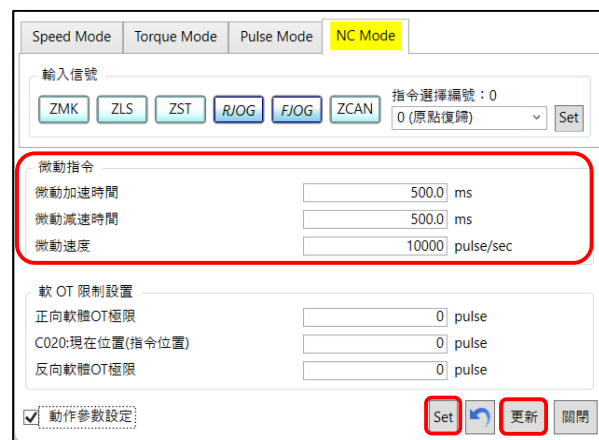 Speed Mode Torque Mode Pulse Mode NC Mode
輸入信號
ZMK ZLS ZST RJOG FJOG ZCAN
指令選擇編號：0
0 (原點復歸) Set
微動指令
微動加速時間 500.0 ms
微動減速時間 500.0 ms
微動速度 10000 pulse/sec
軟 OT 限制設置
正向軟體OT極限 0 pulse
C020:現在位置(指令位置) 0 pulse
反向軟體OT極限 0 pulse
動作參數設定 Set 更新 關閉